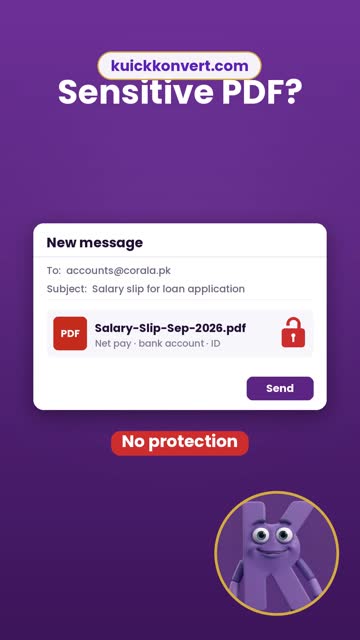 kuickkonvert.com
Sensitive PDF?
New message
To: accounts@corala.pk
Subject: Salary slip for loan application
PDF
Salary-Slip-Sep-2026.pdf
Net pay · bank account · ID
Send
No protection